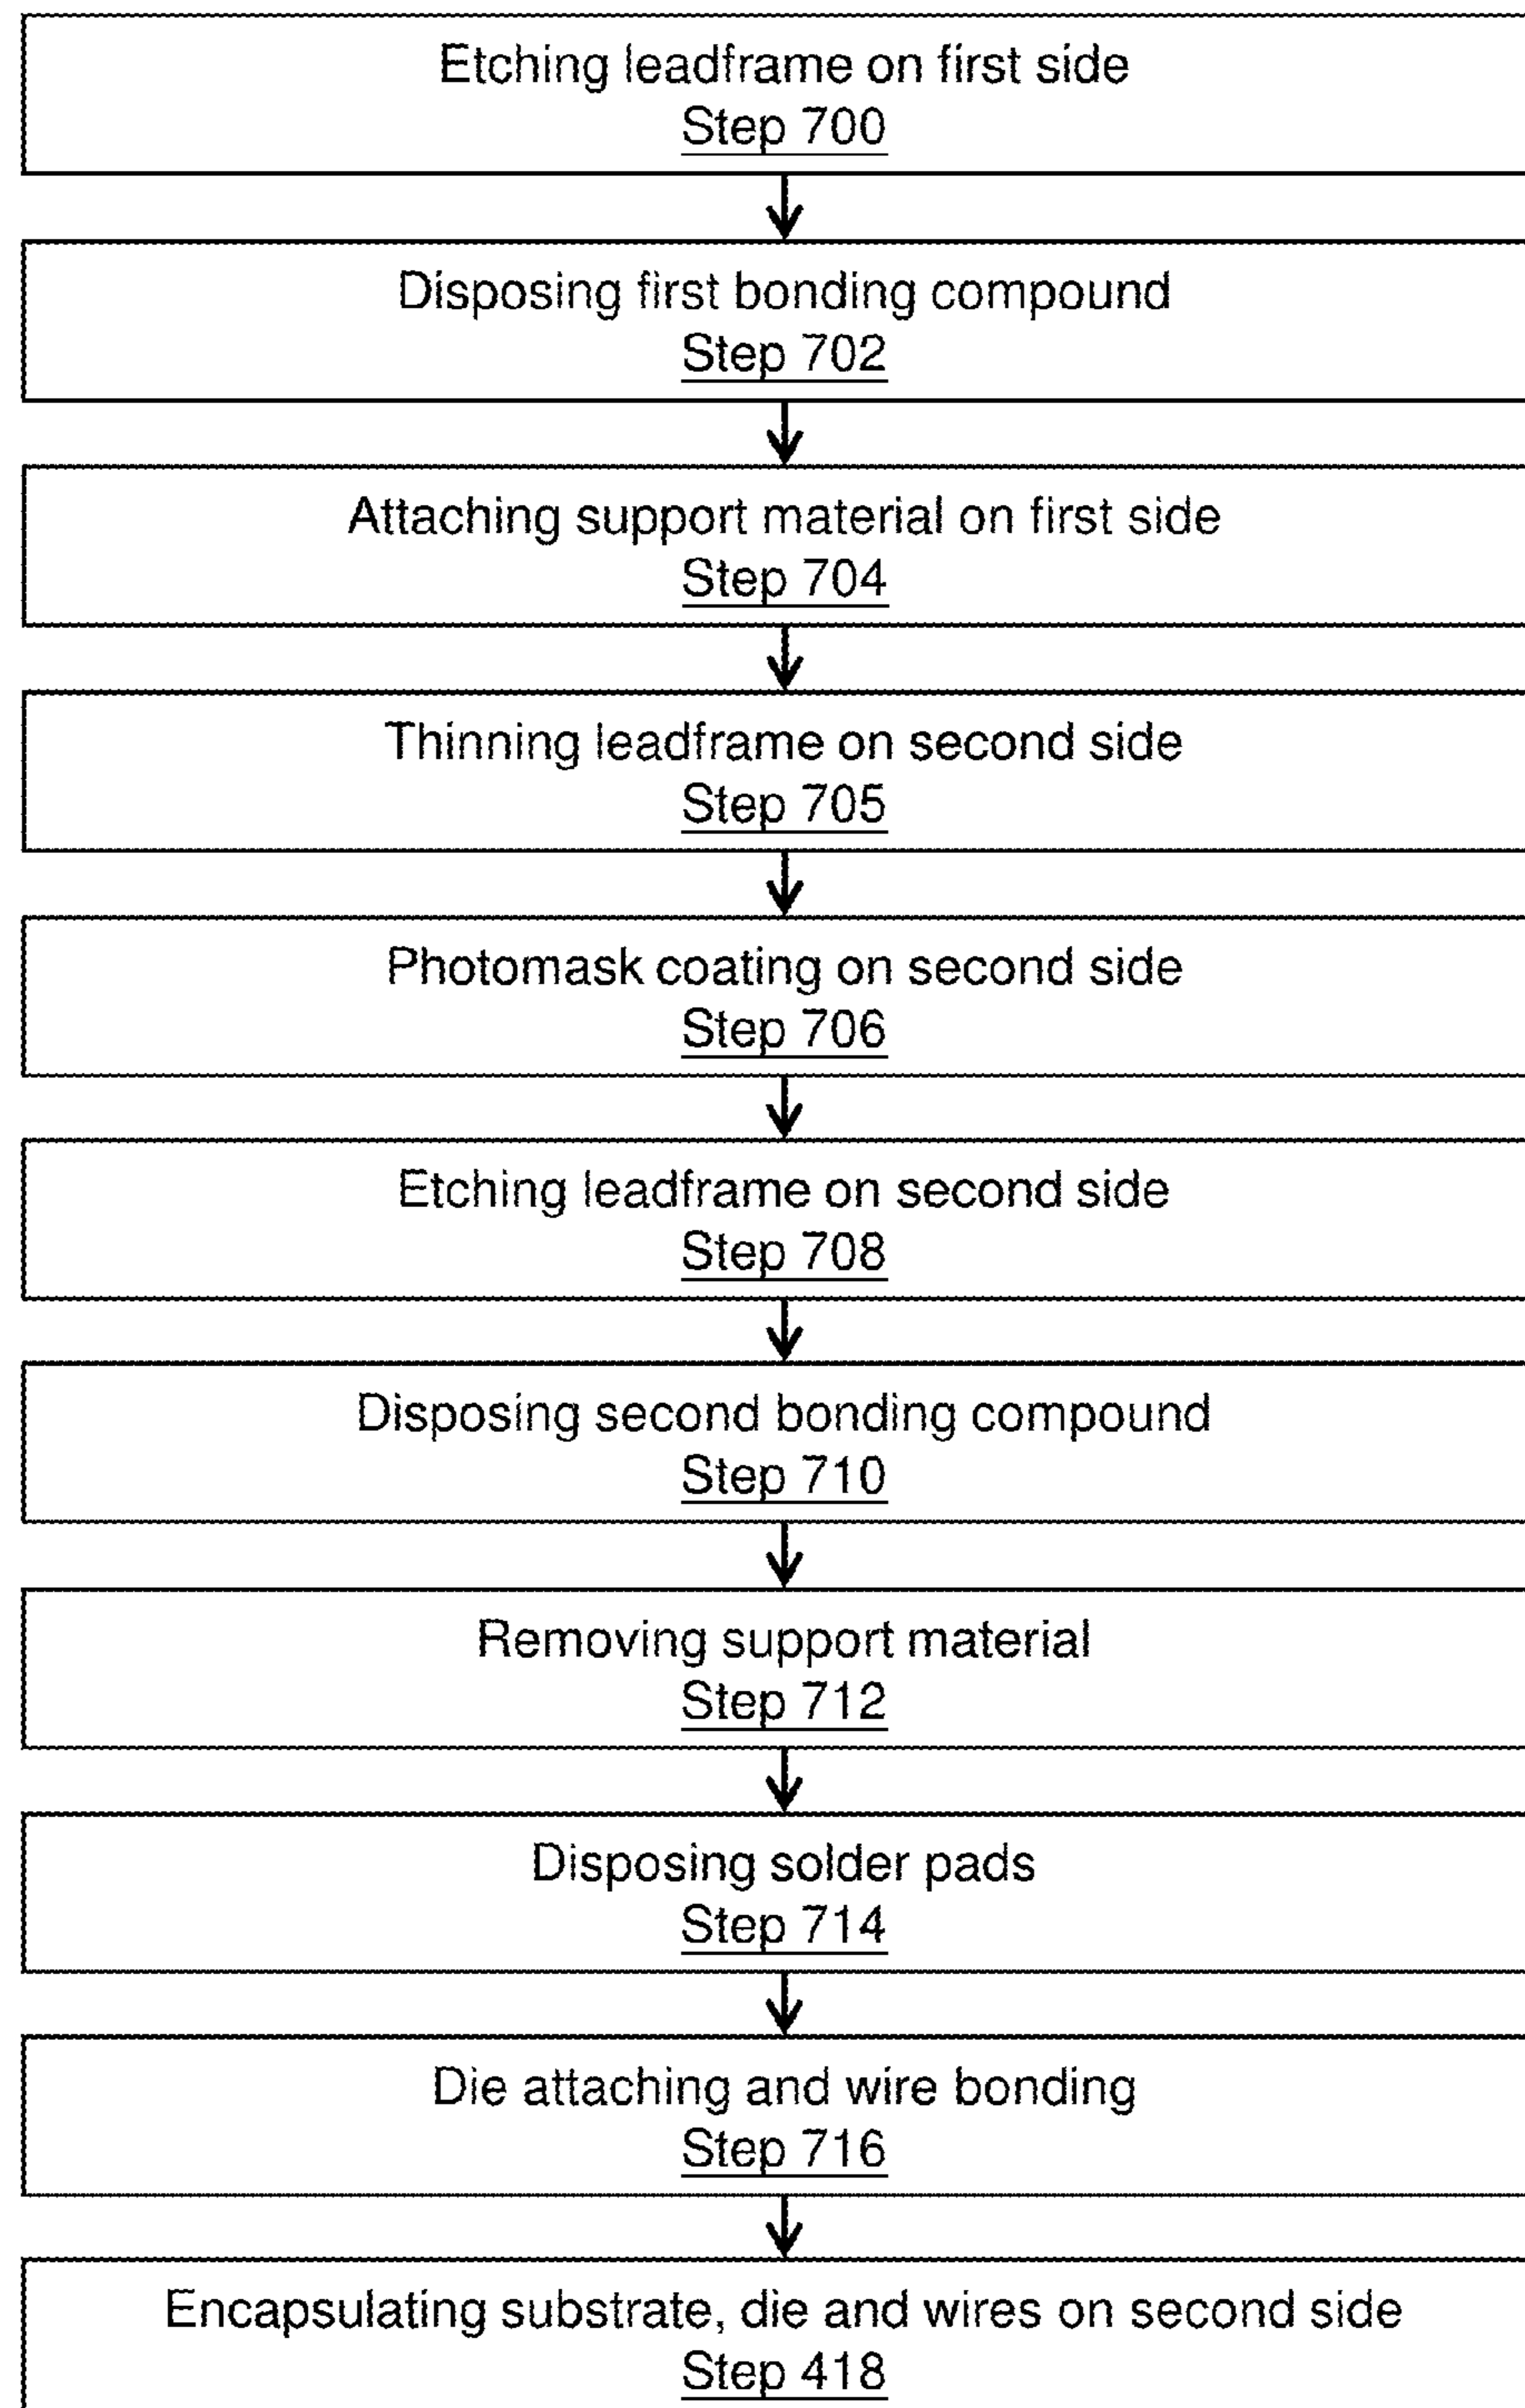 Etching leadframe on first side
Step 700
Disposing first bonding compound
Step 702
Attaching support material on first side
Step 704
Thinning leadframe on second side
Step 705
Photomask coating on second side
Step 706
Etching leadframe on second side
Step 708
Disposing second bonding compound
Step 710
Removing support material
Step 712
Disposing solder pads
Step 714
Die attaching and wire bonding
Step 716
Encapsulating substrate, die and wires on second side
Step 418